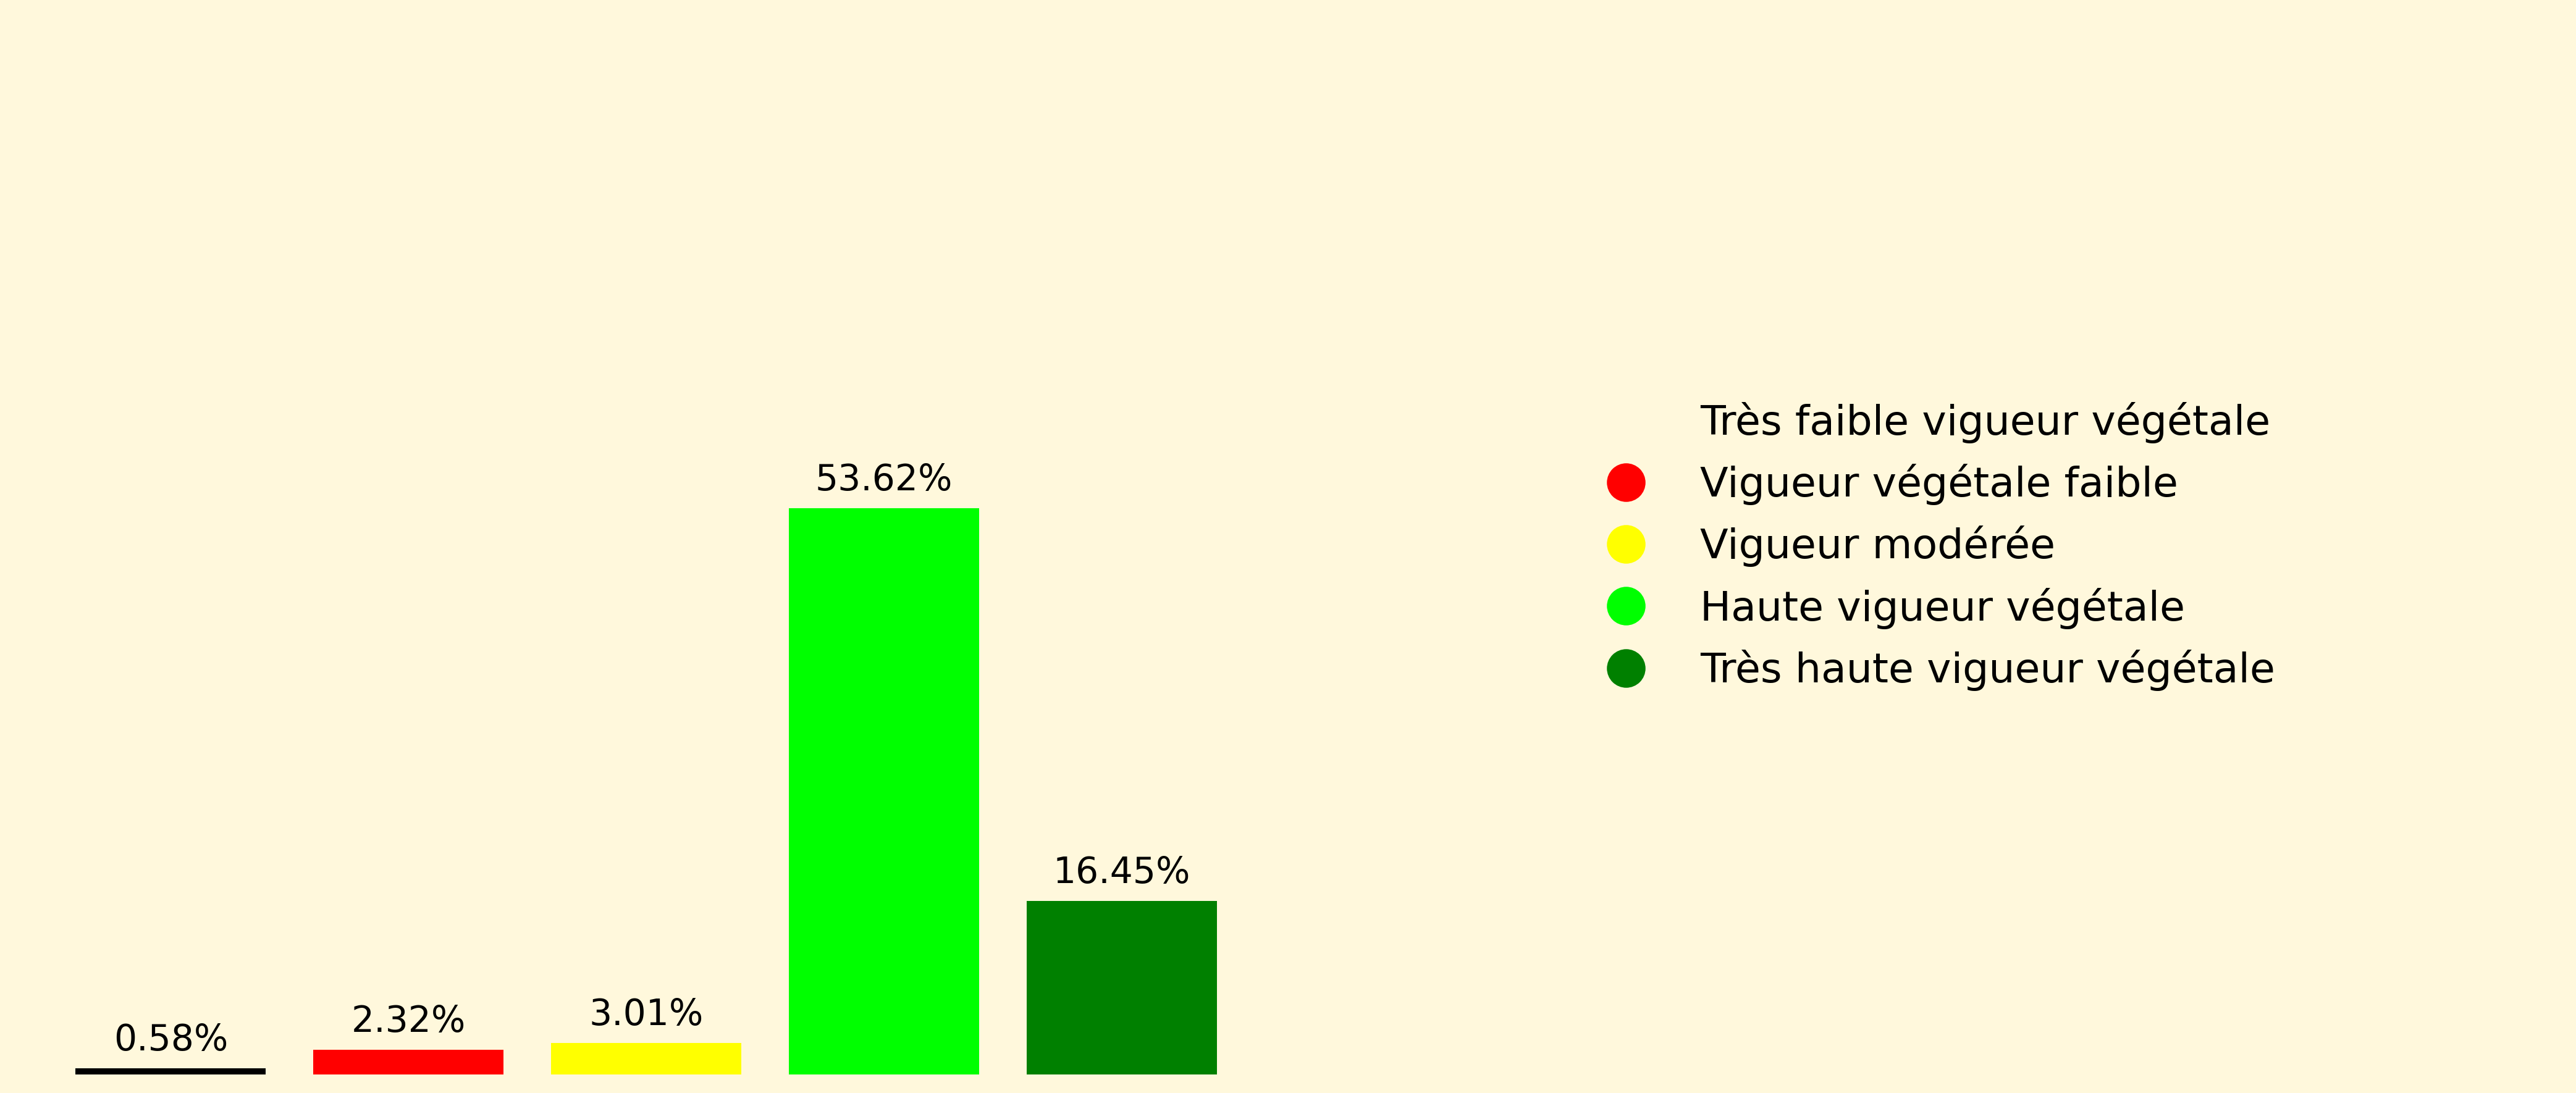 53.62%
16.45%
3.01%
2.32%
0.58%
Très faible vigueur végétale
Vigueur végétale faible
Vigueur modérée
Haute vigueur végétale
Très haute vigueur végétale